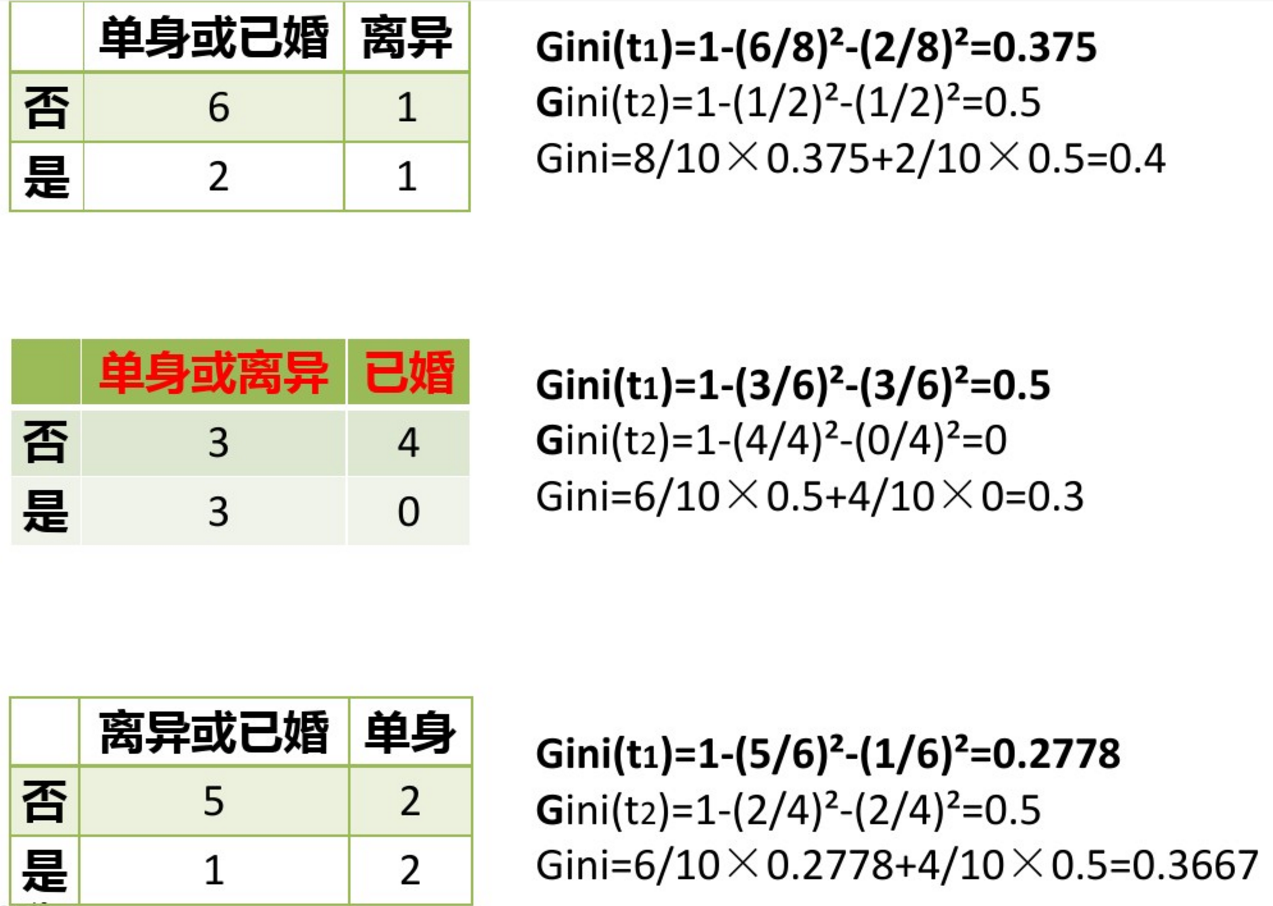 单身或已婚 离异
否 6 1
是 2 1
Gini(t1)=1-(6/8)²-(2/8)²=0.375
Gini(t2)=1-(1/2)²-(1/2)²=0.5
Gini=8/10×0.375+2/10×0.5=0.4
单身或离异 已婚
否 3 4
是 3 0
Gini(t1)=1-(3/6)²-(3/6)²=0.5
Gini(t2)=1-(4/4)²-(0/4)²=0
Gini=6/10×0.5+4/10×0=0.3
离异或已婚 单身
否 5 2
是 1 2
Gini(t1)=1-(5/6)²-(1/6)²=0.2778
Gini(t2)=1-(2/4)²-(2/4)²=0.5
Gini=6/10×0.2778+4/10×0.5=0.3667